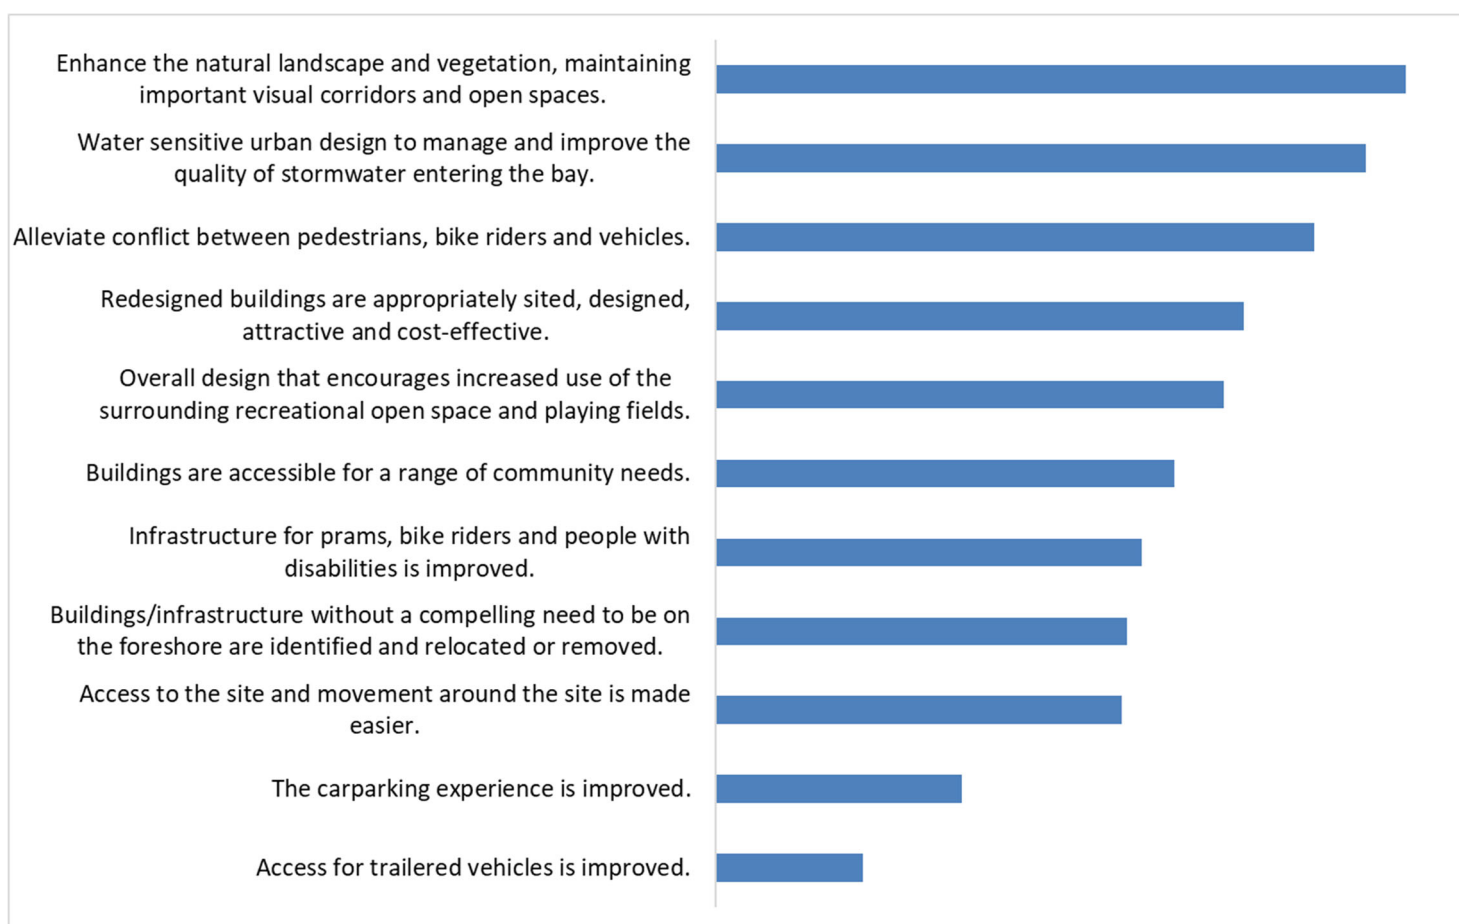 Enhance the natural landscape and vegetation, maintaining
important visual corridors and open spaces.
Water sensitive urban design to manage and improve the
quality of stormwater entering the bay.
Alleviate conflict between pedestrians, bike riders and vehicles.
Redesigned buildings are appropriately sited, designed,
attractive and cost-effective.
Overall design that encourages increased use of the
surrounding recreational open space and playing fields.
Buildings are accessible for a range of community needs.
Infrastructure for prams, bike riders and people with
disabilities is improved.
Buildings/infrastructure without a compelling need to be on
the foreshore are identified and relocated or removed.
Access to the site and movement around the site is made
easier.
The carparking experience is improved.
Access for trailered vehicles is improved.